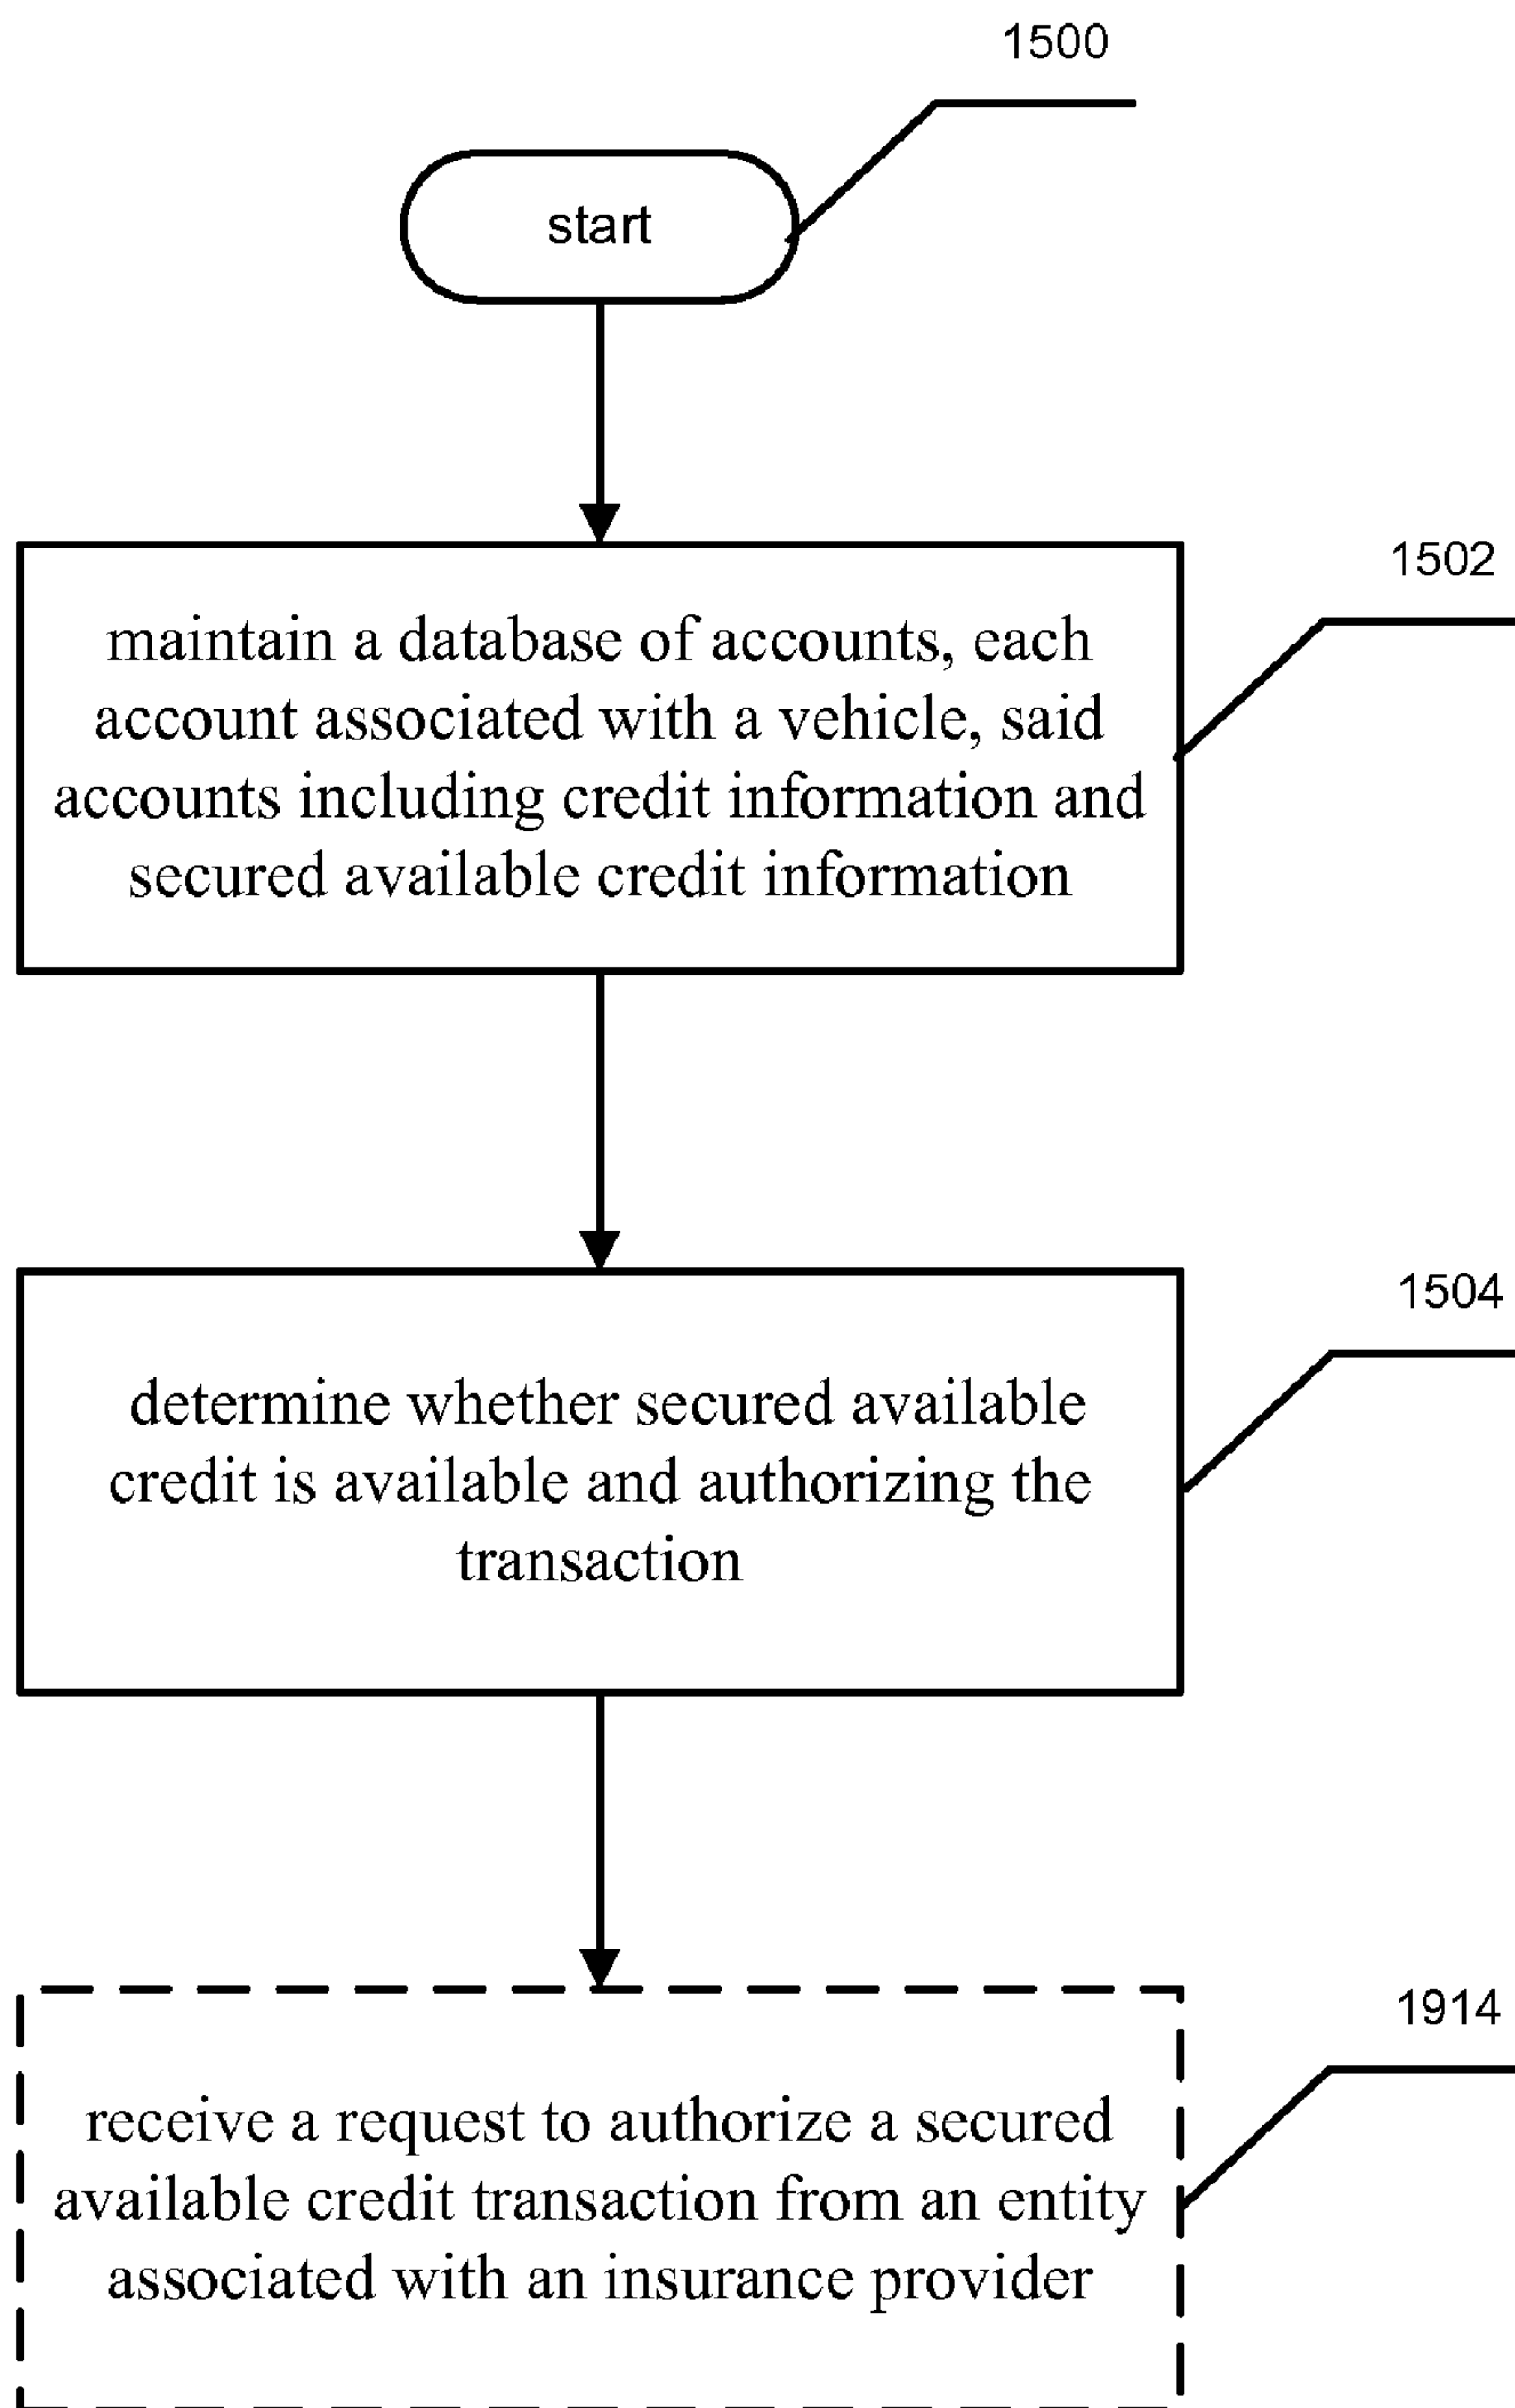 1500
start
1502
maintain a database of accounts, each
account associated with a vehicle, said
accounts including credit information and
secured available credit information
1504
determine whether secured available
credit is available and authorizing the
transaction
1914
receive a request to authorize a secured
available credit transaction from an entity
associated with an insurance provider